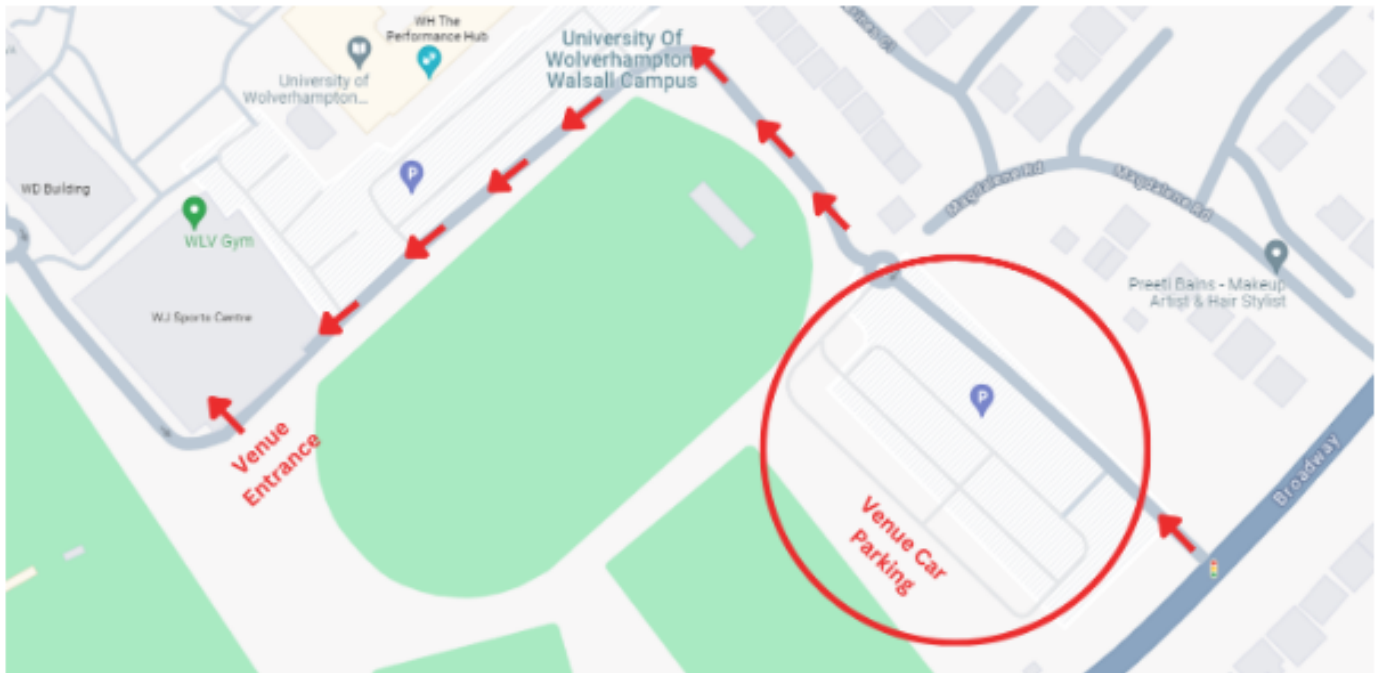 WH The
Performance Hub
University Of
Wolverhampton
Walsall Campus
University of
Wolverhampton...
P
WD Building
WLV Gym
WJ Sports Centre
Magdalene Rd
Magdalene Rd
Preeti Bains - Makeup
Artist & Hair Stylist
P
Broadway
Venue
Entrance
Venue Car
Parking